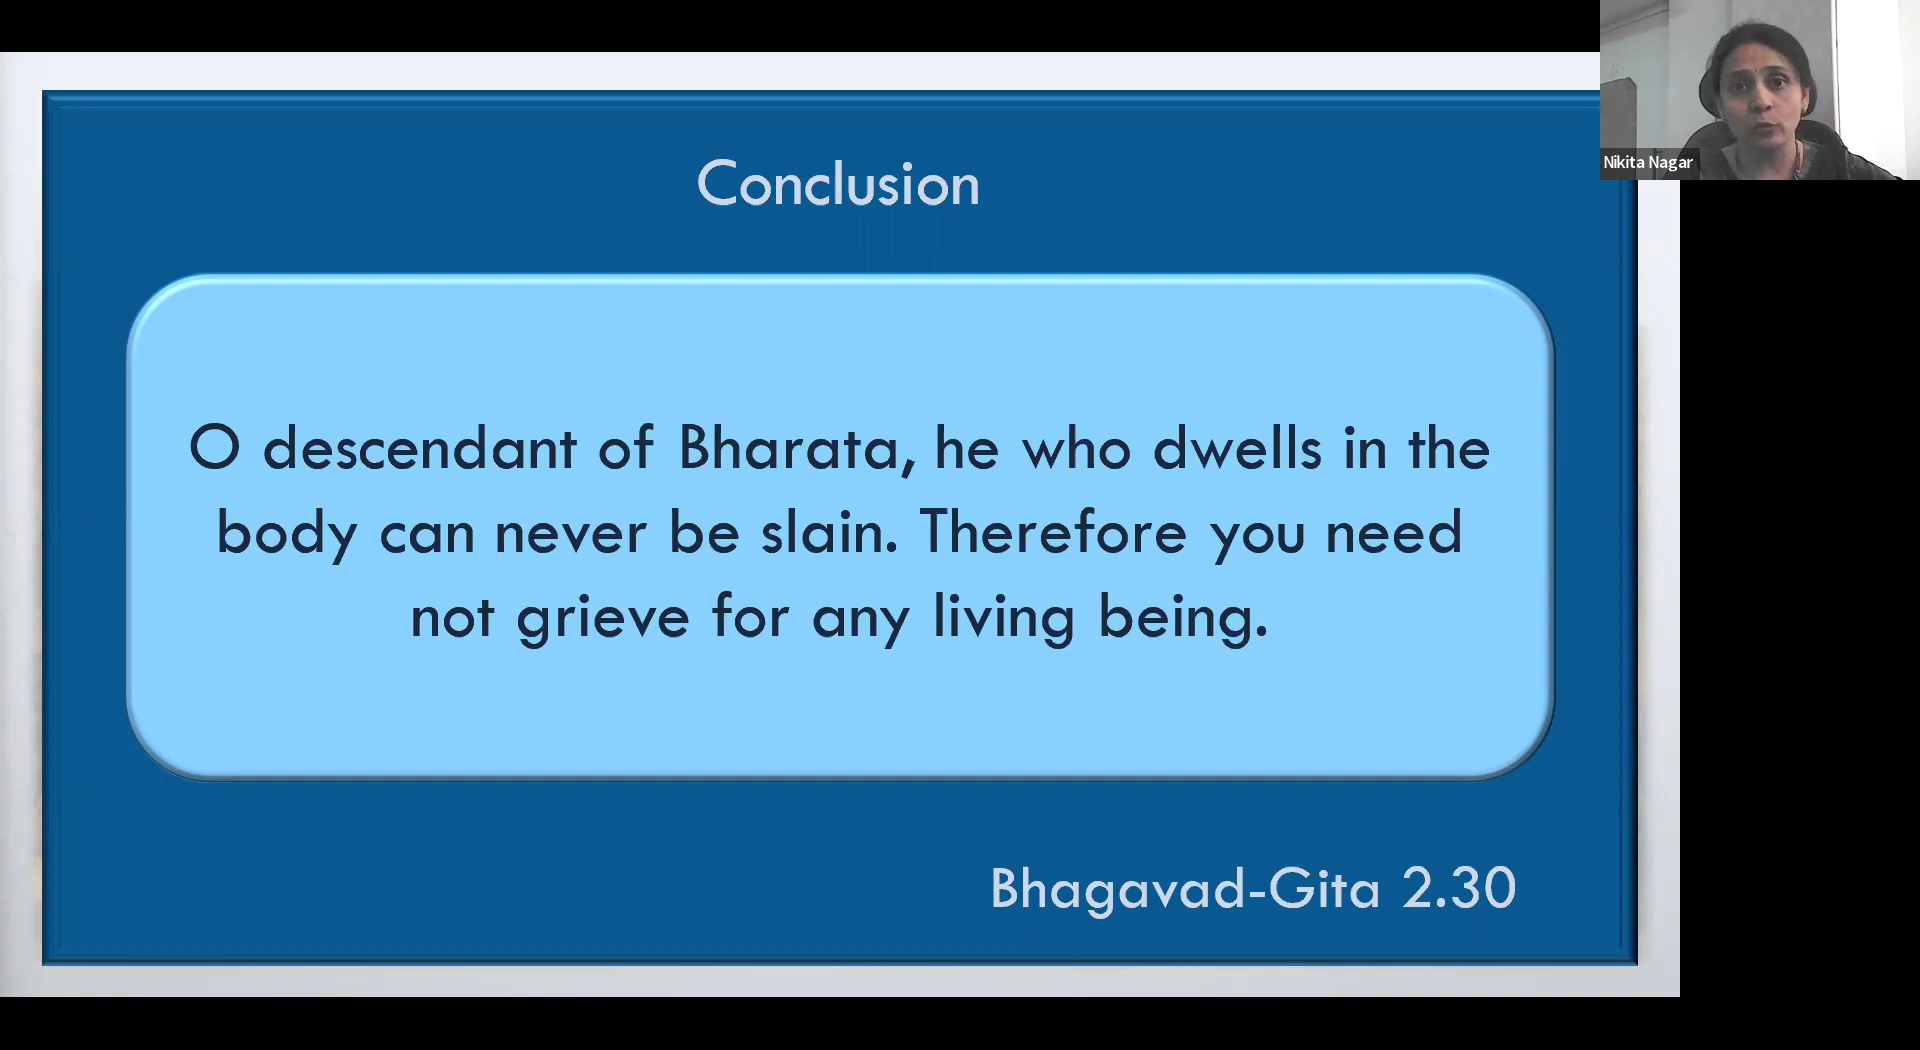 Conclusion
O descendant of Bharata, he who dwells in the
body can never be slain. Therefore you need
not grieve for any living being.
Bhagavad-Gita 2.30
Nikita Nagar